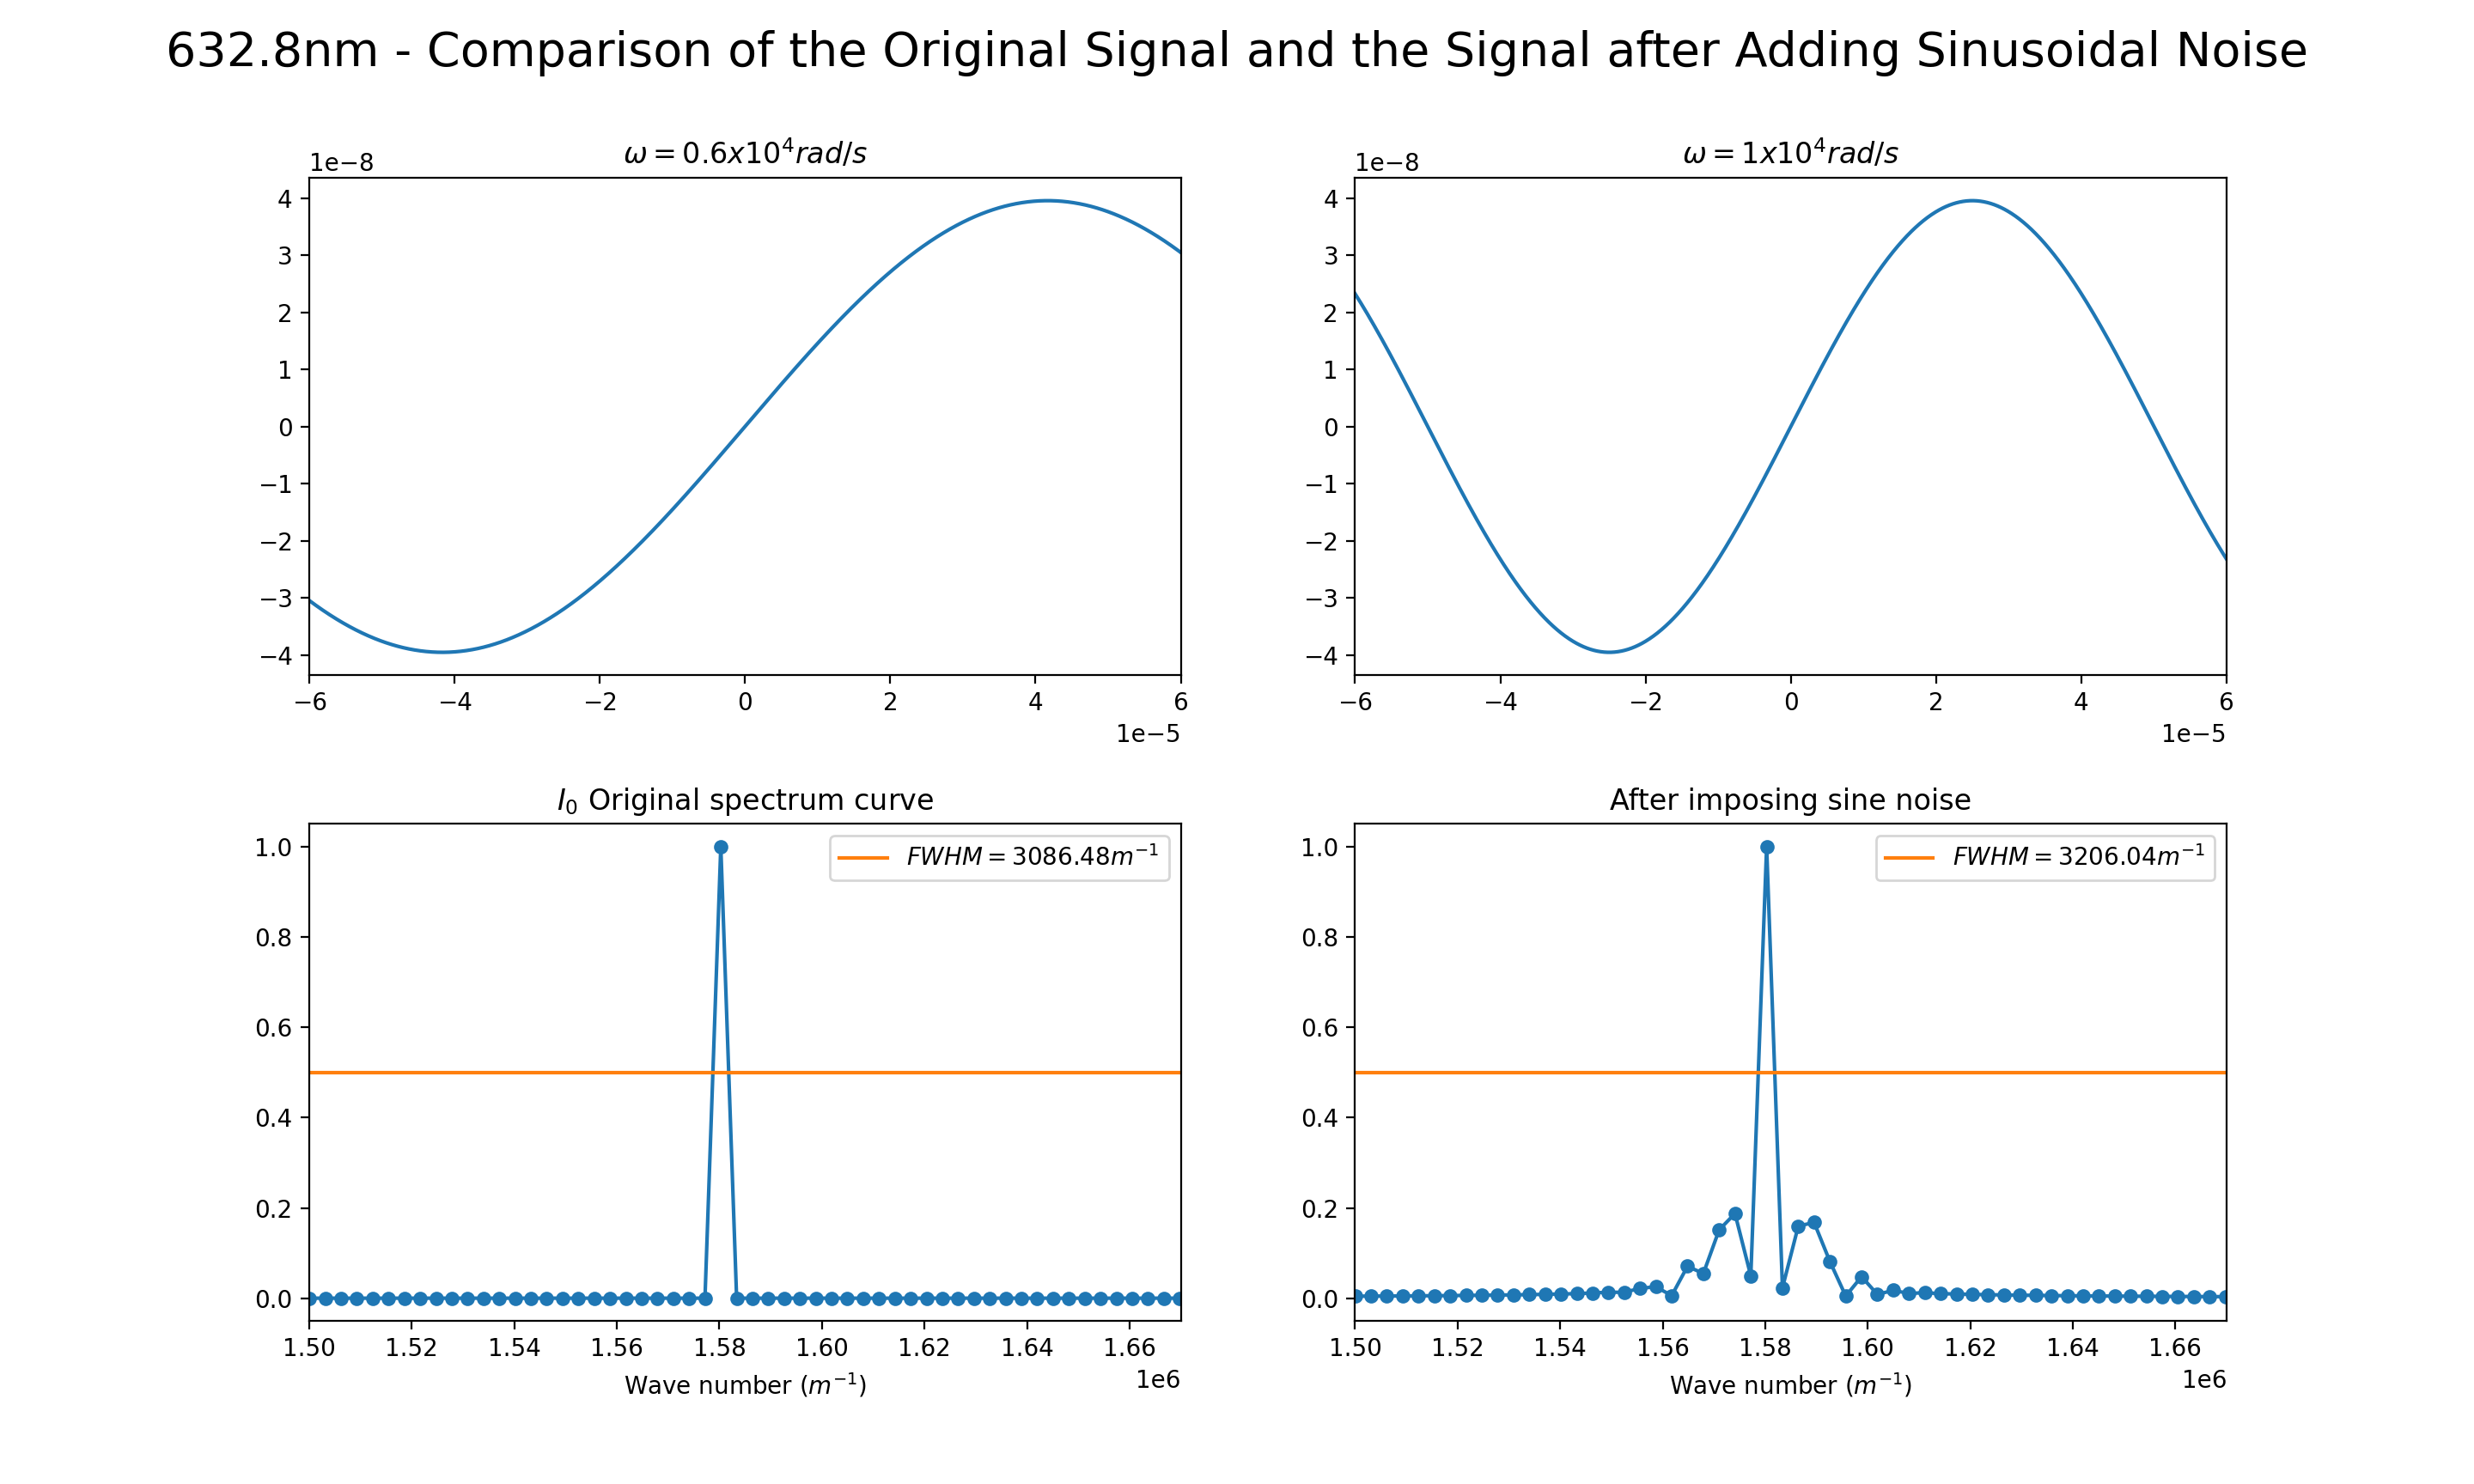 632.8nm - Comparison of the Original Signal and the Signal after Adding Sinusoidal Noise
ω = 0.6x10⁴rad/s
1e−8
4
3
2
1
0
−1
−2
−3
−4
−6 −4 −2 0 2 4 6
1e−5
ω = 1x10⁴rad/s
1e−8
4
3
2
1
0
−1
−2
−3
−4
−6 −4 −2 0 2 4 6
1e−5
I₀ Original spectrum curve
FWHM = 3086.48m⁻¹
1.0
0.8
0.6
0.4
0.2
0.0
1.50 1.52 1.54 1.56 1.58 1.60 1.62 1.64 1.66
1e6
Wave number (m⁻¹)
After imposing sine noise
FWHM = 3206.04m⁻¹
1.0
0.8
0.6
0.4
0.2
0.0
1.50 1.52 1.54 1.56 1.58 1.60 1.62 1.64 1.66
1e6
Wave number (m⁻¹)